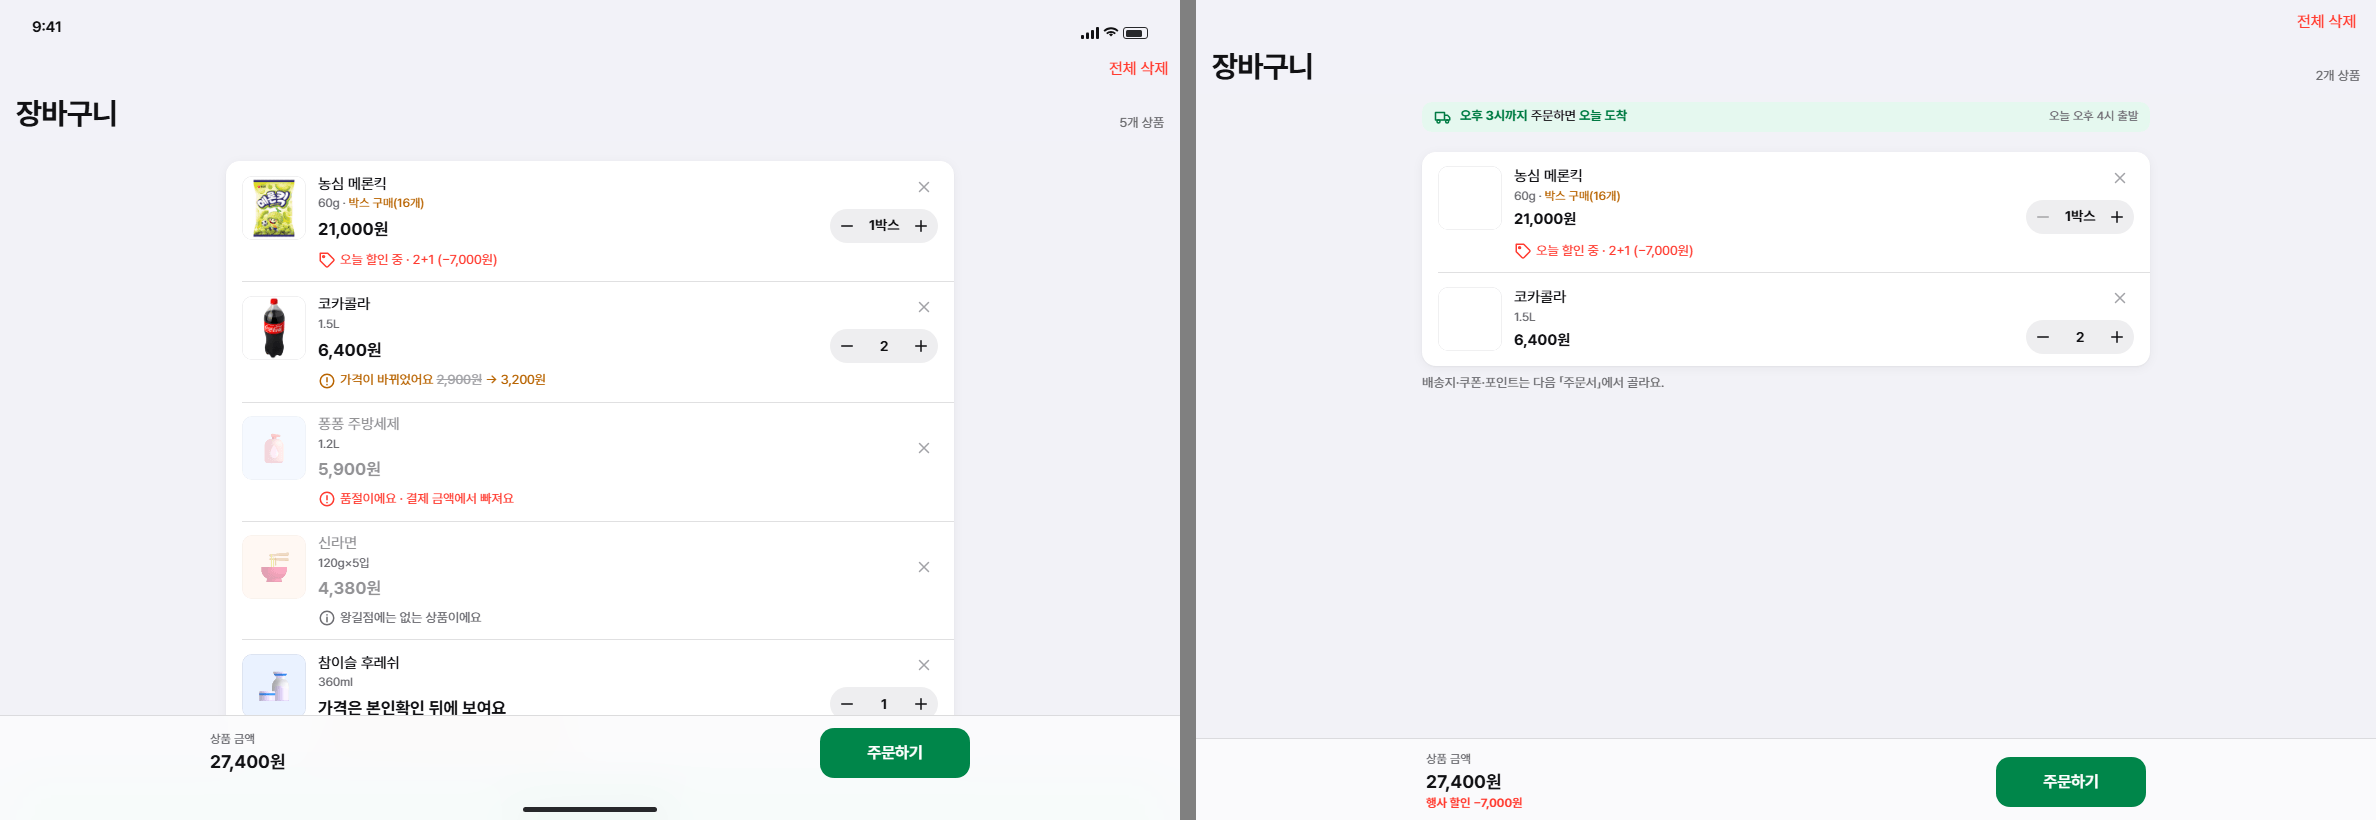 9:41
전체 삭제
장바구니
5개 상품
농심 메론킥
60g · 박스 구매(16개)
21,000원
1박스
오늘 할인 중 · 2+1 (−7,000원)
코카콜라
1.5L
6,400원
2
가격이 바뀌었어요 2,900원 → 3,200원
퐁퐁 주방세제
1.2L
5,900원
품절이에요 · 결제 금액에서 빠져요
신라면
120g×5입
4,380원
왕길점에는 없는 상품이에요
참이슬 후레쉬
360ml
가격은 본인확인 뒤에 보여요
1
상품 금액
27,400원
주문하기
전체 삭제
장바구니
2개 상품
오후 3시까지 주문하면 오늘 도착
오늘 오후 4시 출발
농심 메론킥
60g · 박스 구매(16개)
21,000원
1박스
오늘 할인 중 · 2+1 (−7,000원)
코카콜라
1.5L
6,400원
2
배송지·쿠폰·포인트는 다음 「주문서」에서 골라요.
상품 금액
27,400원
행사 할인 −7,000원
주문하기